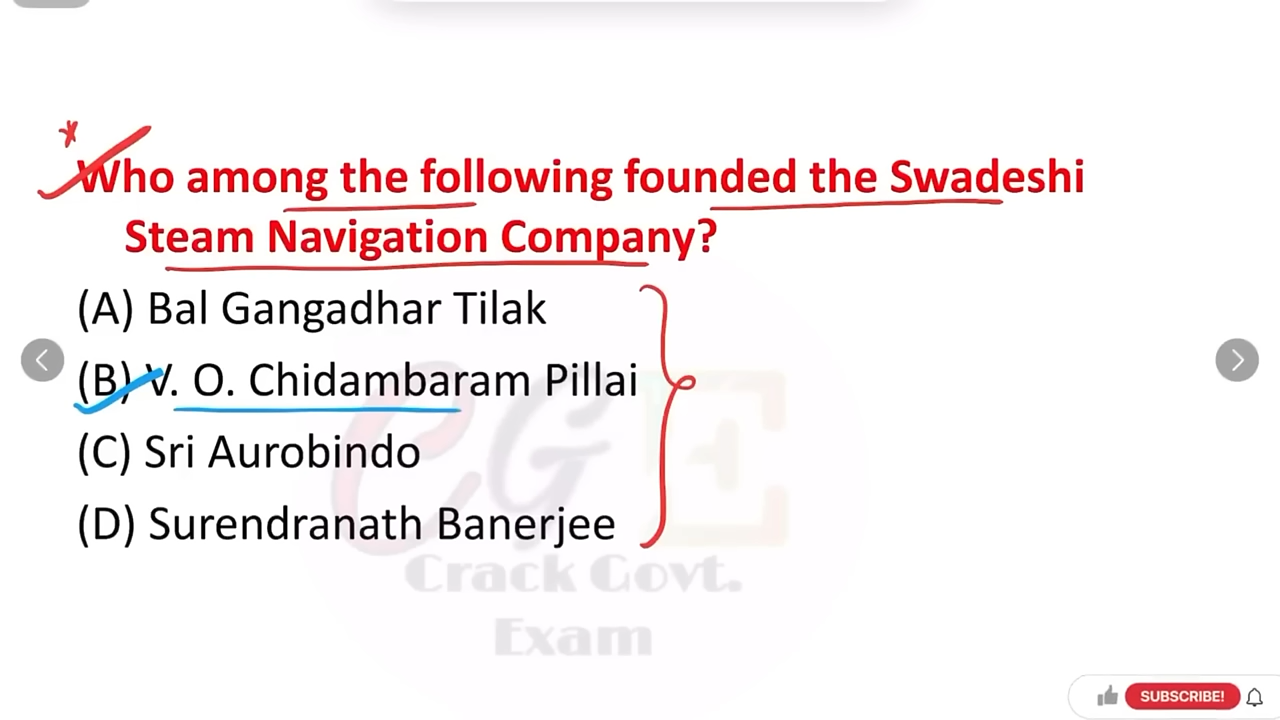 Who among the following founded the Swadeshi
Steam Navigation Company?
(A) Bal Gangadhar Tilak
(B) V. O. Chidambaram Pillai
(C) Sri Aurobindo
(D) Surendranath Banerjee
CGE
Crack Govt.
Exam
SUBSCRIBE!